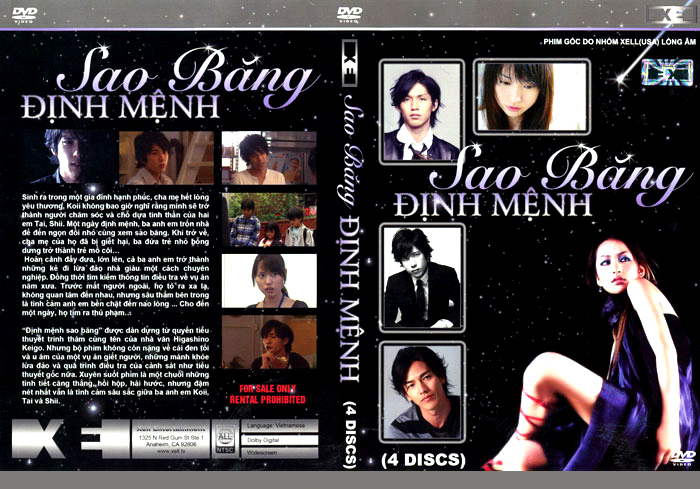 DVD
VIDEO
Sao Băng
ĐỊNH MỆNH
Sinh ra trong một gia đình hạnh phúc, cha mẹ hết lòng
yêu thương, Koii không bao giờ nghĩ rằng mình sẽ trở
thành người chăm sóc và chỗ dựa tinh thần của hai
em Tai, Shii. Một ngày định mệnh, ba anh em trốn nhà
để đến ngọn đồi nhỏ cùng xem sao băng. Khi trở về,
cha mẹ của họ đã bị giết hại, ba đứa trẻ nhỏ bỗng
dưng trở thành trẻ mồ côi...
Hoàn cảnh đẩy đưa, lớn lên, cả ba anh em trở thành
những kẻ đi lừa đảo nhà giàu một cách chuyên
nghiệp. Đồng thời tìm kiếm thông tin điều tra về vụ án
năm xưa. Trước mắt người ngoài, họ tỏ ra xa lạ,
không quan tâm đến nhau, nhưng sâu thẳm bên trong
là tình cảm anh em bền chặt đến nao lòng ... Cho đến
một ngày, họ tìm ra thủ phạm...
“Định mệnh sao băng” được dàn dựng từ quyển tiểu
thuyết trinh thám cùng tên của nhà văn Higashino
Keigo. Nhưng bộ phim không còn nặng về cái đen tối
và u ám của một vụ án giết người, những mánh khóe
lừa đảo và quá trình điều tra của cảnh sát như tiểu
thuyết gốc nữa. Xuyên suốt phim là một chuỗi những
tình tiết căng thẳng, hồi hộp, hài hước, nhưng đậm
nét nhất vẫn là tình cảm sâu sắc giữa ba anh em Koii,
Tai và Shii.
FOR SALE ONLY
RENTAL PROHIBITED
XE
Xell Entertainment
1325 N Red Gum St Ste 1
Anaheim, CA 92806
www.xell.tv
ALL
NTSC
Language: Vietnamese
Dolby Digital
Widescreen
XE
Sao Băng ĐỊNH MỆNH
(4 DISCS)
DVD
VIDEO
XE
PHIM GỐC DO NHÓM XELL(USA) LỒNG ÂM
XE
Sao Băng
ĐỊNH MỆNH
(4 DISCS)
DVD
VIDEO